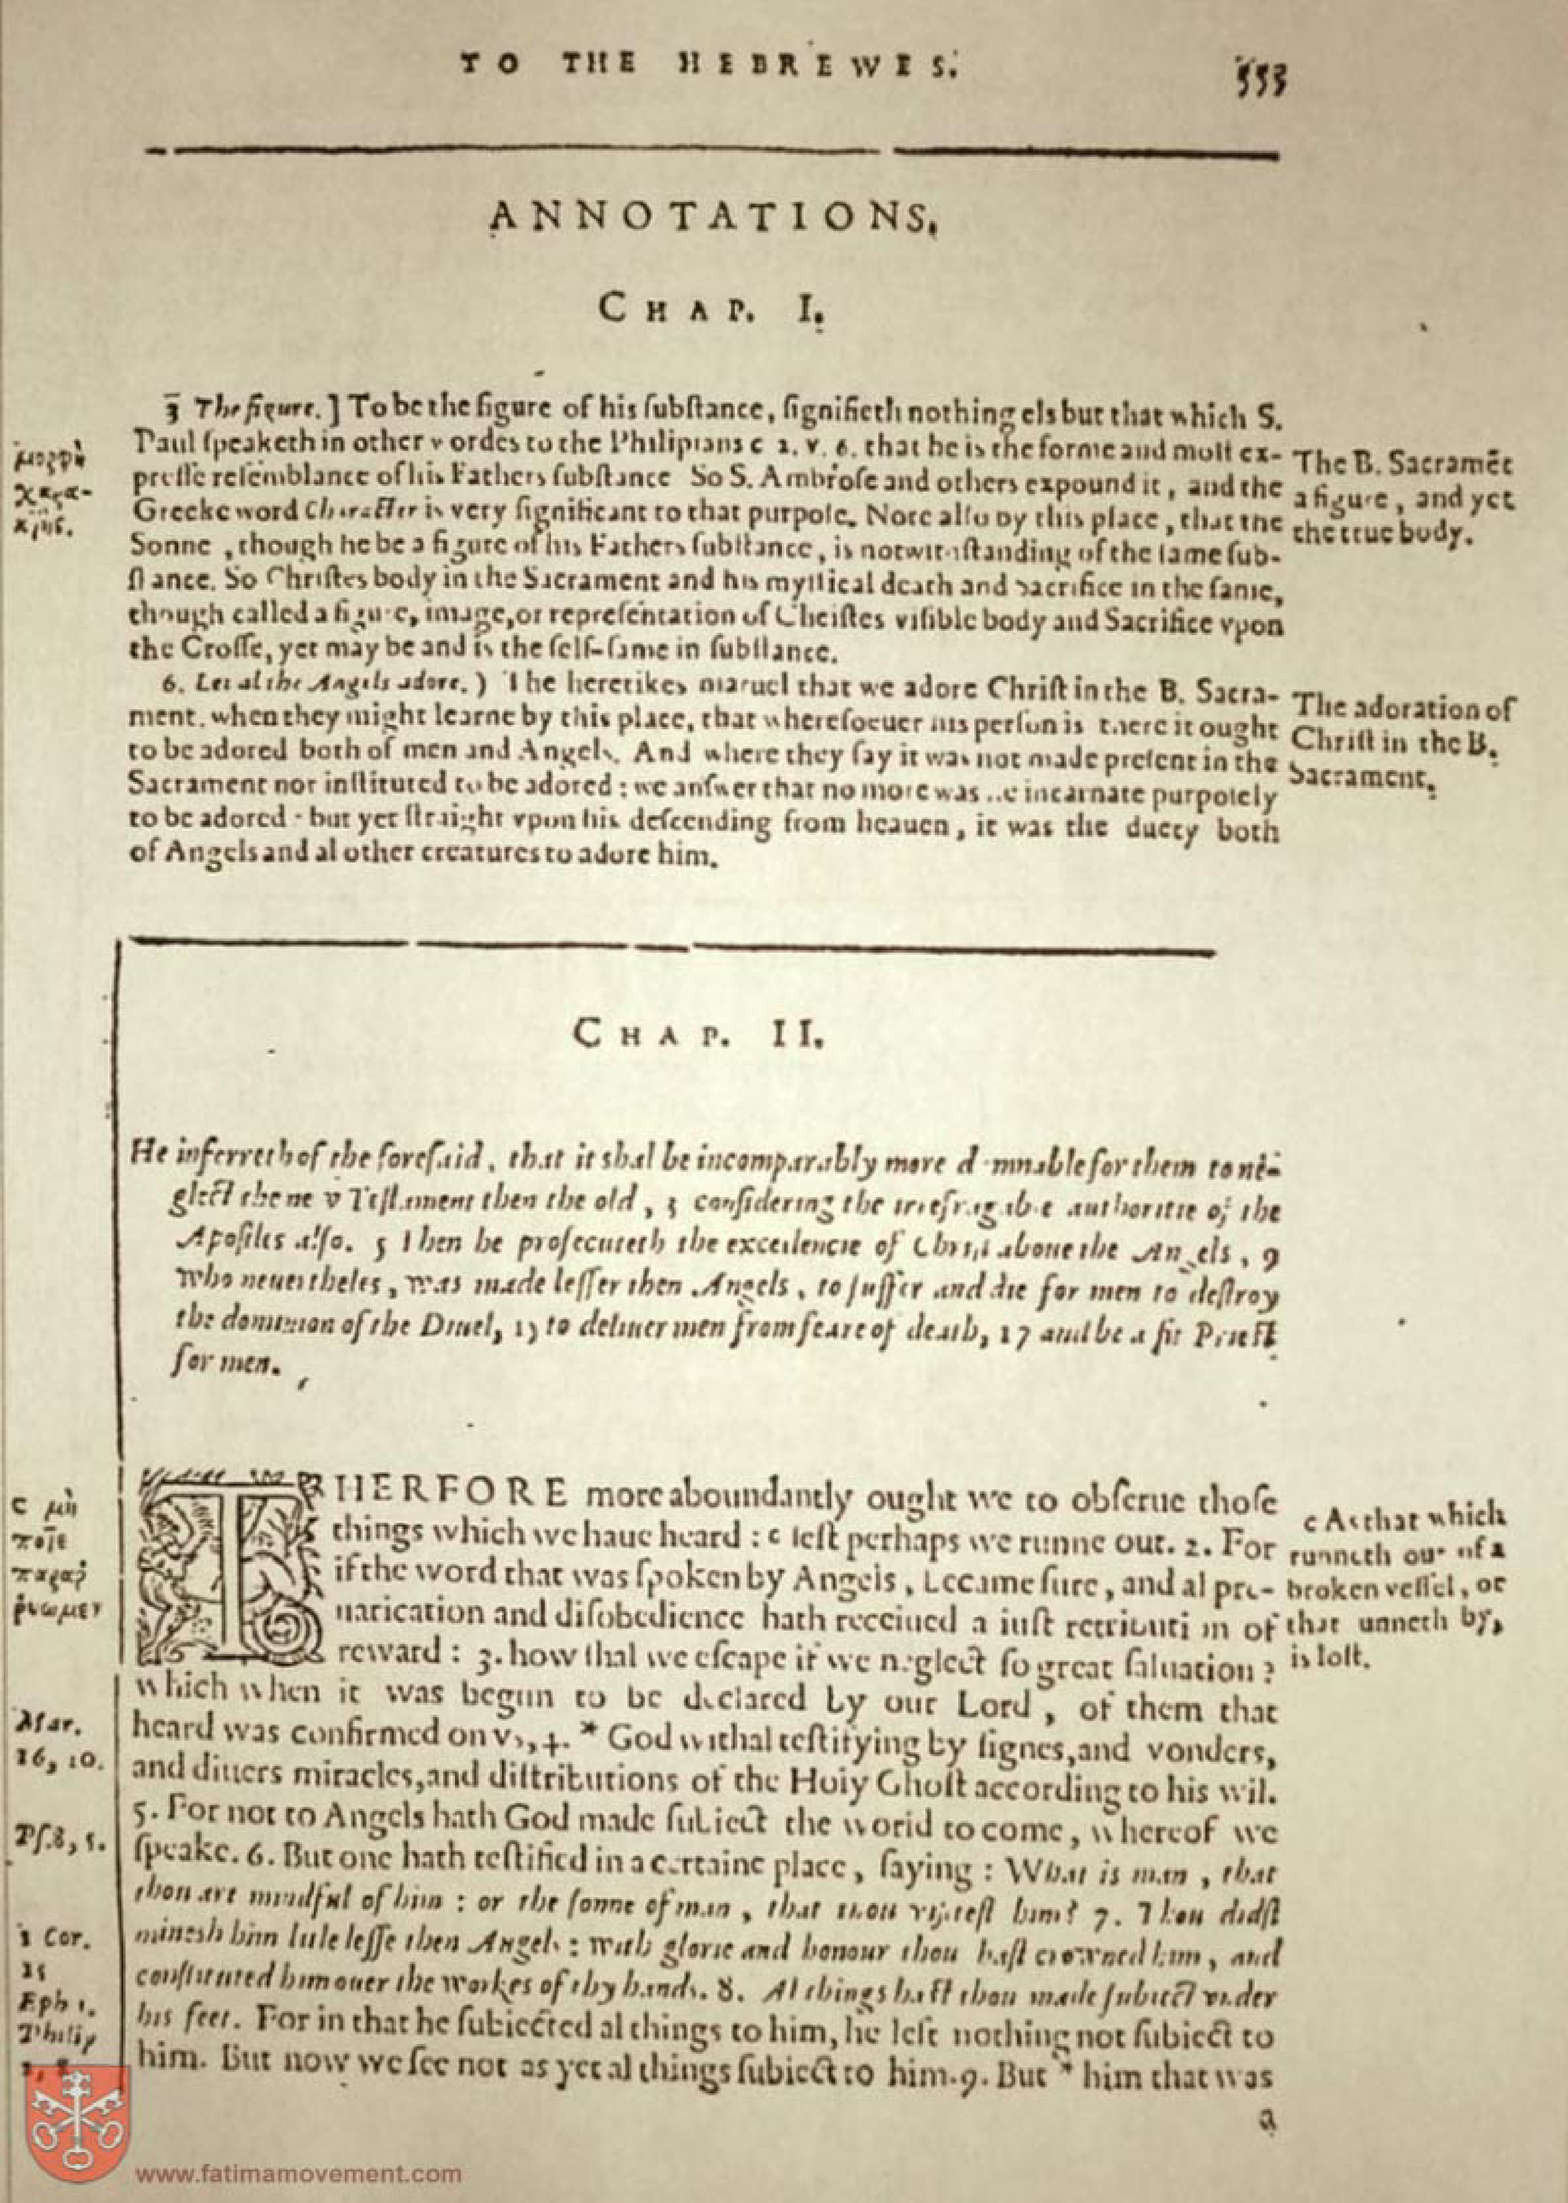 TO THE HEBREWES.
553
ANNOTATIONS.
CHAP. I.
3 The figure.] To be the figure of his ſubſtance, ſignifieth nothing els but that which S.
Paul ſpeaketh in other vvordes to the Philipians c 2. v. 6. that he is the forme and moſt ex-
preſſe reſemblance of his Fathers ſubſtance So S. Ambroſe and others expound it, and the
Greeke word Character is very ſignificant to that purpoſe. Note alſo by this place, that the
Sonne, though he be a figure of his Fathers ſubſtance, is notwithſtanding of the ſame ſub-
ſtance. So Chriſtes body in the Sacrament and his myſtical death and Sacrifice in the ſame,
though called a figure, image, or repreſentation of Cheiſtes viſible body and Sacrifice vpon
the Croſſe, yet may be and is the ſelf-ſame in ſubſtance.
6. Let al the Angels adore.) The heretikes maruel that we adore Chriſt in the B. Sacra-
ment. when they might learne by this place, that whereſoeuer his perſon is there it ought
to be adored both of men and Angels. And where they ſay it was not made preſent in the
Sacrament nor inſtituted to be adored: we anſwer that no more was he incarnate purpoſely
to be adored: but yet ſtraight vpon his deſcending from heauen, it was the duety both
of Angels and al other creatures to adore him.
μορφὴ
χαρα-
κτὴρ.
The B. Sacramēt
a figure, and yet
the true body.
The adoration of
Chriſt in the B.
Sacrament.
CHAP. II.
He inferreth of the foreſaid, that it shal be incomparably more damnable for them to ne-
glect the nevv Teſtament then the old, 3 conſidering the irrefragable authoritie of the
Apoſtles alſo. 5 Then he proſecuteth the excellencie of Chriſt aboue the Angels, 9
Who neuertheles, was made leſſer then Angels, to ſuffer and die for men to deſtroy
the dominion of the Diuel, 15 to deliuer men from feare of death, 17 and be a fit Prieſt
for men.
THERFORE more aboundantly ought we to obſerue thoſe
things which we haue heard: c leſt perhaps we runne out. 2. For
if the word that was ſpoken by Angels, became ſure, and al pre-
uarication and diſobedience hath receiued a iuſt retribution of
reward: 3. how ſhal we eſcape if we neglect ſo great ſaluation?
which when it was begun to be declared by our Lord, of them that
heard was confirmed on vs, 4. * God withal teſtifying by ſignes, and vonders,
and diuers miracles, and diſtributions of the Holy Ghoſt according to his wil.
5. For not to Angels hath God made ſubiect the world to come, whereof we
ſpeake. 6. But one hath teſtified in a certaine place, ſaying: What is man, that
thou art mindful of him: or the ſonne of man, that thou viſiteſt him? 7. Thou didſt
minish him litle leſſe then Angels: with glorie and honour thou haſt crowned him, and
conſtituted him ouer the workes of thy hands. 8. Al things haſt thou made ſubiect vnder
his feet. For in that he ſubiected al things to him, he left nothing not ſubiect to
him. But now we ſee not as yet al things ſubiect to him. 9. But * him that was
a
c μὴ
ποτε
παραῤ
ῥυωμεν
Mar.
16, 20.
Pſ. 8, 5.
1 Cor.
15
Eph 1.
Philip
c As that which
runneth out of a
broken veſſel, or
that unneth by,
is loſt.
www.fatimamovement.com